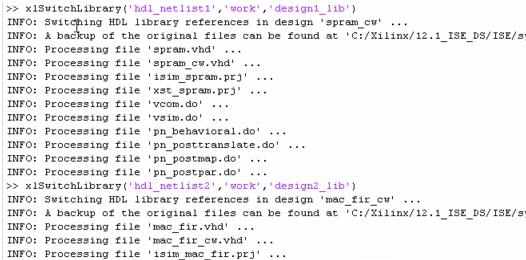 >> xlSwitchLibrary('hdl_netlist1','work','design1_lib')
INFO: Switching HDL library references in design 'spram_cw' ...
INFO: A backup of the original files can be found at 'C:/Xilinx/12.1_ISE_DS/ISE/sy
INFO: Processing file 'spram.vhd' ...
INFO: Processing file 'spram_cw.vhd' ...
INFO: Processing file 'isim_spram.prj' ...
INFO: Processing file 'xst_spram.prj' ...
INFO: Processing file 'vcom.do' ...
INFO: Processing file 'vsim.do' ...
INFO: Processing file 'pn_behavioral.do' ...
INFO: Processing file 'pn_posttranslate.do' ...
INFO: Processing file 'pn_postmap.do' ...
INFO: Processing file 'pn_postpar.do' ...
>> xlSwitchLibrary('hdl_netlist2','work','design2_lib')
INFO: Switching HDL library references in design 'mac_fir_cw' ...
INFO: A backup of the original files can be found at 'C:/Xilinx/12.1_ISE_DS/ISE/sy
INFO: Processing file 'mac_fir.vhd' ...
INFO: Processing file 'mac_fir_cw.vhd' ...
INFO: Processing file 'isim_mac_fir.prj' ...